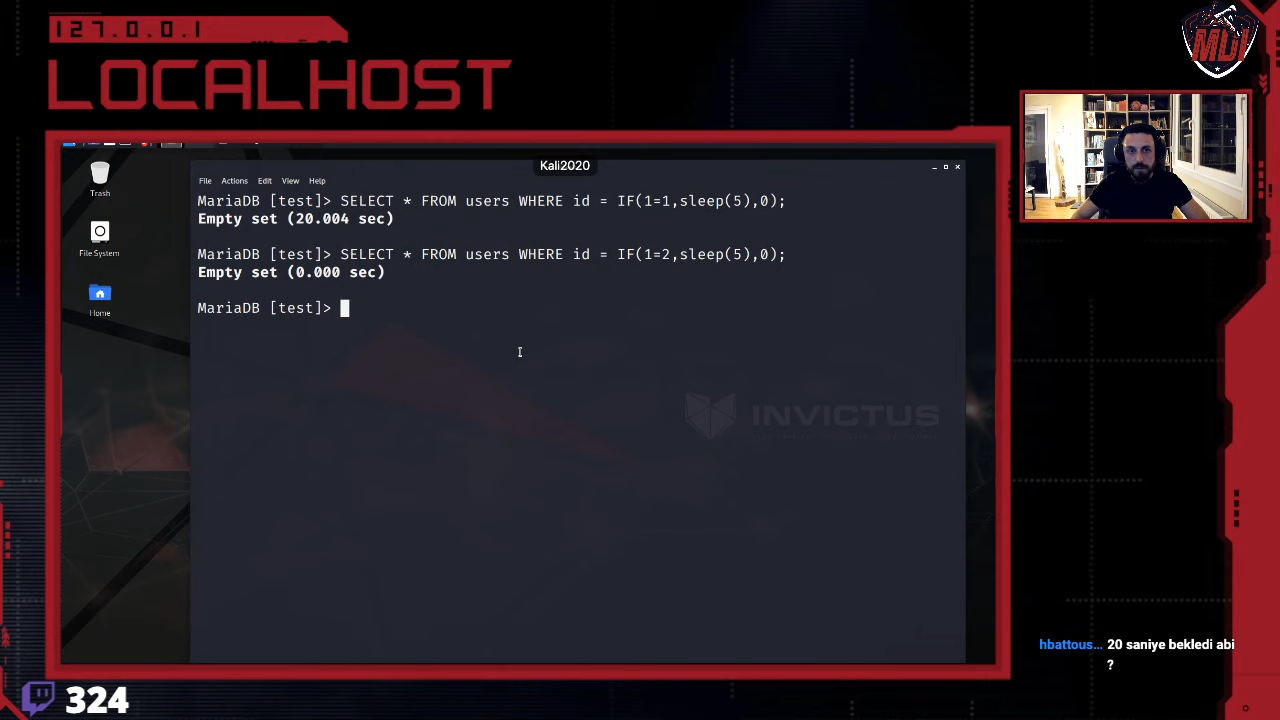 127.0.0.1
LOCALHOST
MDI
Kali2020
File Actions Edit View Help
Trash
File System
Home
MariaDB [test]> SELECT * FROM users WHERE id = IF(1=1,sleep(5),0);
Empty set (20.004 sec)
MariaDB [test]> SELECT * FROM users WHERE id = IF(1=2,sleep(5),0);
Empty set (0.000 sec)
MariaDB [test]>
INVICTUS
hbattous… 20 saniye bekledi abi
?
324